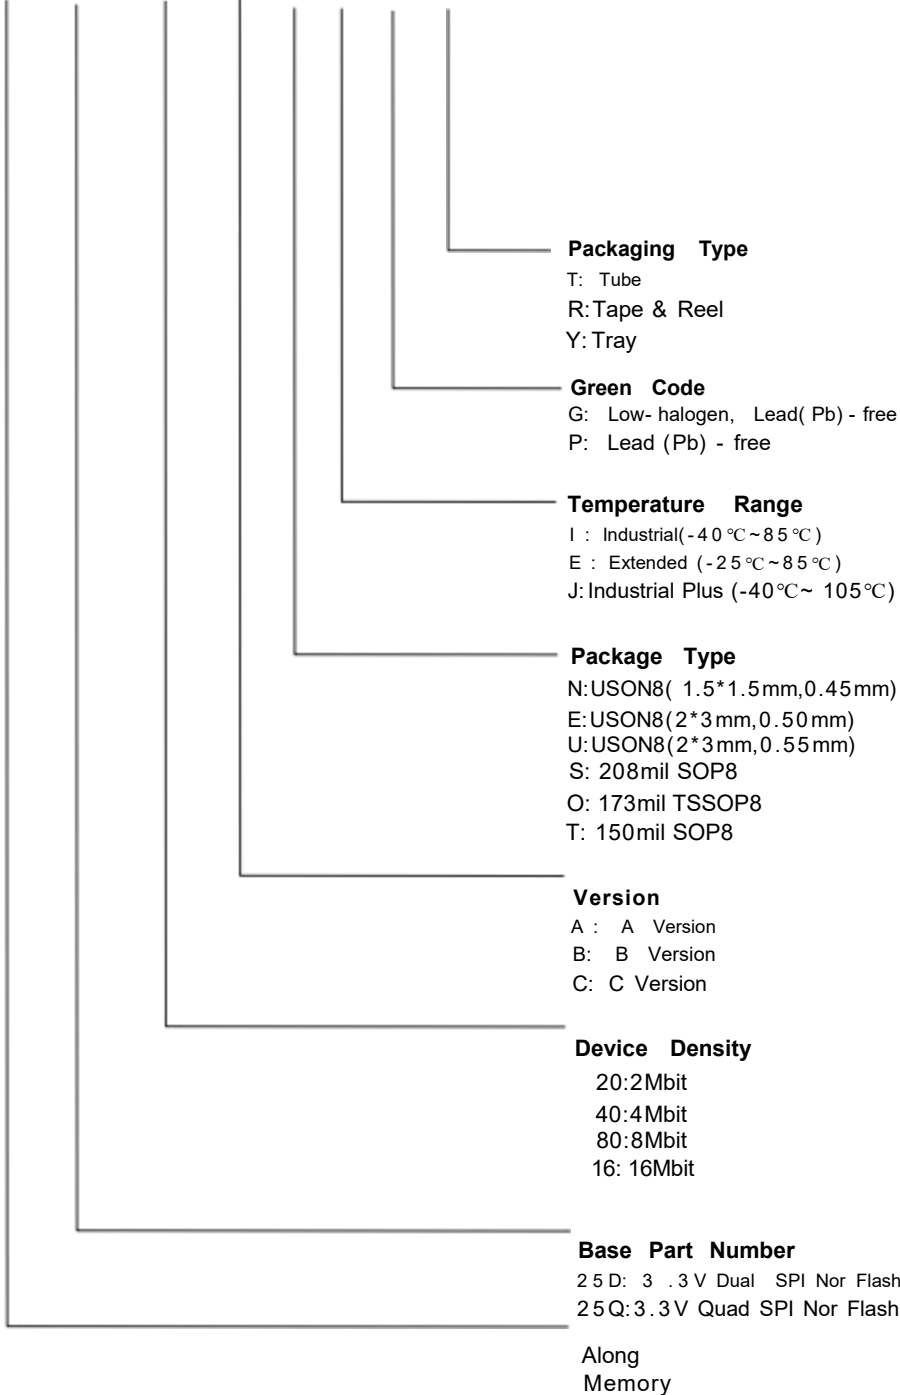 Packaging Type
T: Tube
R:Tape & Reel
Y:Tray
Green Code
G: Low-halogen, Lead(Pb)-free
P: Lead (Pb) - free
Temperature Range
I : Industrial(-40℃~85℃)
E : Extended (-25℃~85℃)
J:Industrial Plus (-40℃~ 105℃)
Package Type
N:USON8( 1.5*1.5mm,0.45mm)
E:USON8(2*3mm,0.50mm)
U:USON8(2*3mm,0.55mm)
S: 208mil SOP8
O: 173mil TSSOP8
T: 150mil SOP8
Version
A : A Version
B: B Version
C: C Version
Device Density
20:2Mbit
40:4Mbit
80:8Mbit
16: 16Mbit
Base Part Number
25D: 3 .3V Dual SPI Nor Flash
25Q:3.3V Quad SPI Nor Flash
Along
Memory